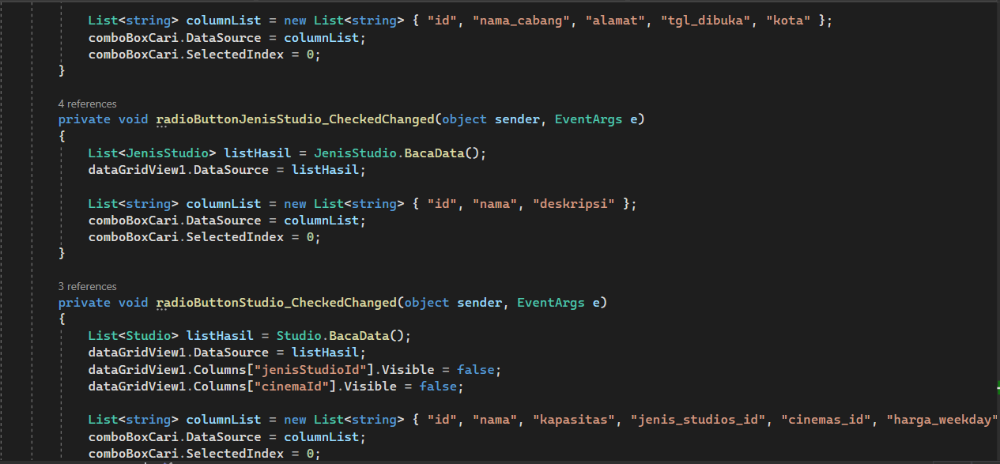 List<string> columnList = new List<string> { "id", "nama_cabang", "alamat", "tgl_dibuka", "kota" };
comboBoxCari.DataSource = columnList;
comboBoxCari.SelectedIndex = 0;
}
4 references
private void radioButtonJenisStudio_CheckedChanged(object sender, EventArgs e)
{
List<JenisStudio> listHasil = JenisStudio.BacaData();
dataGridView1.DataSource = listHasil;
List<string> columnList = new List<string> { "id", "nama", "deskripsi" };
comboBoxCari.DataSource = columnList;
comboBoxCari.SelectedIndex = 0;
}
3 references
private void radioButtonStudio_CheckedChanged(object sender, EventArgs e)
{
List<Studio> listHasil = Studio.BacaData();
dataGridView1.DataSource = listHasil;
dataGridView1.Columns["jenisStudioId"].Visible = false;
dataGridView1.Columns["cinemaId"].Visible = false;
List<string> columnList = new List<string> { "id", "nama", "kapasitas", "jenis_studios_id", "cinemas_id", "harga_weekday"
comboBoxCari.DataSource = columnList;
comboBoxCari.SelectedIndex = 0;